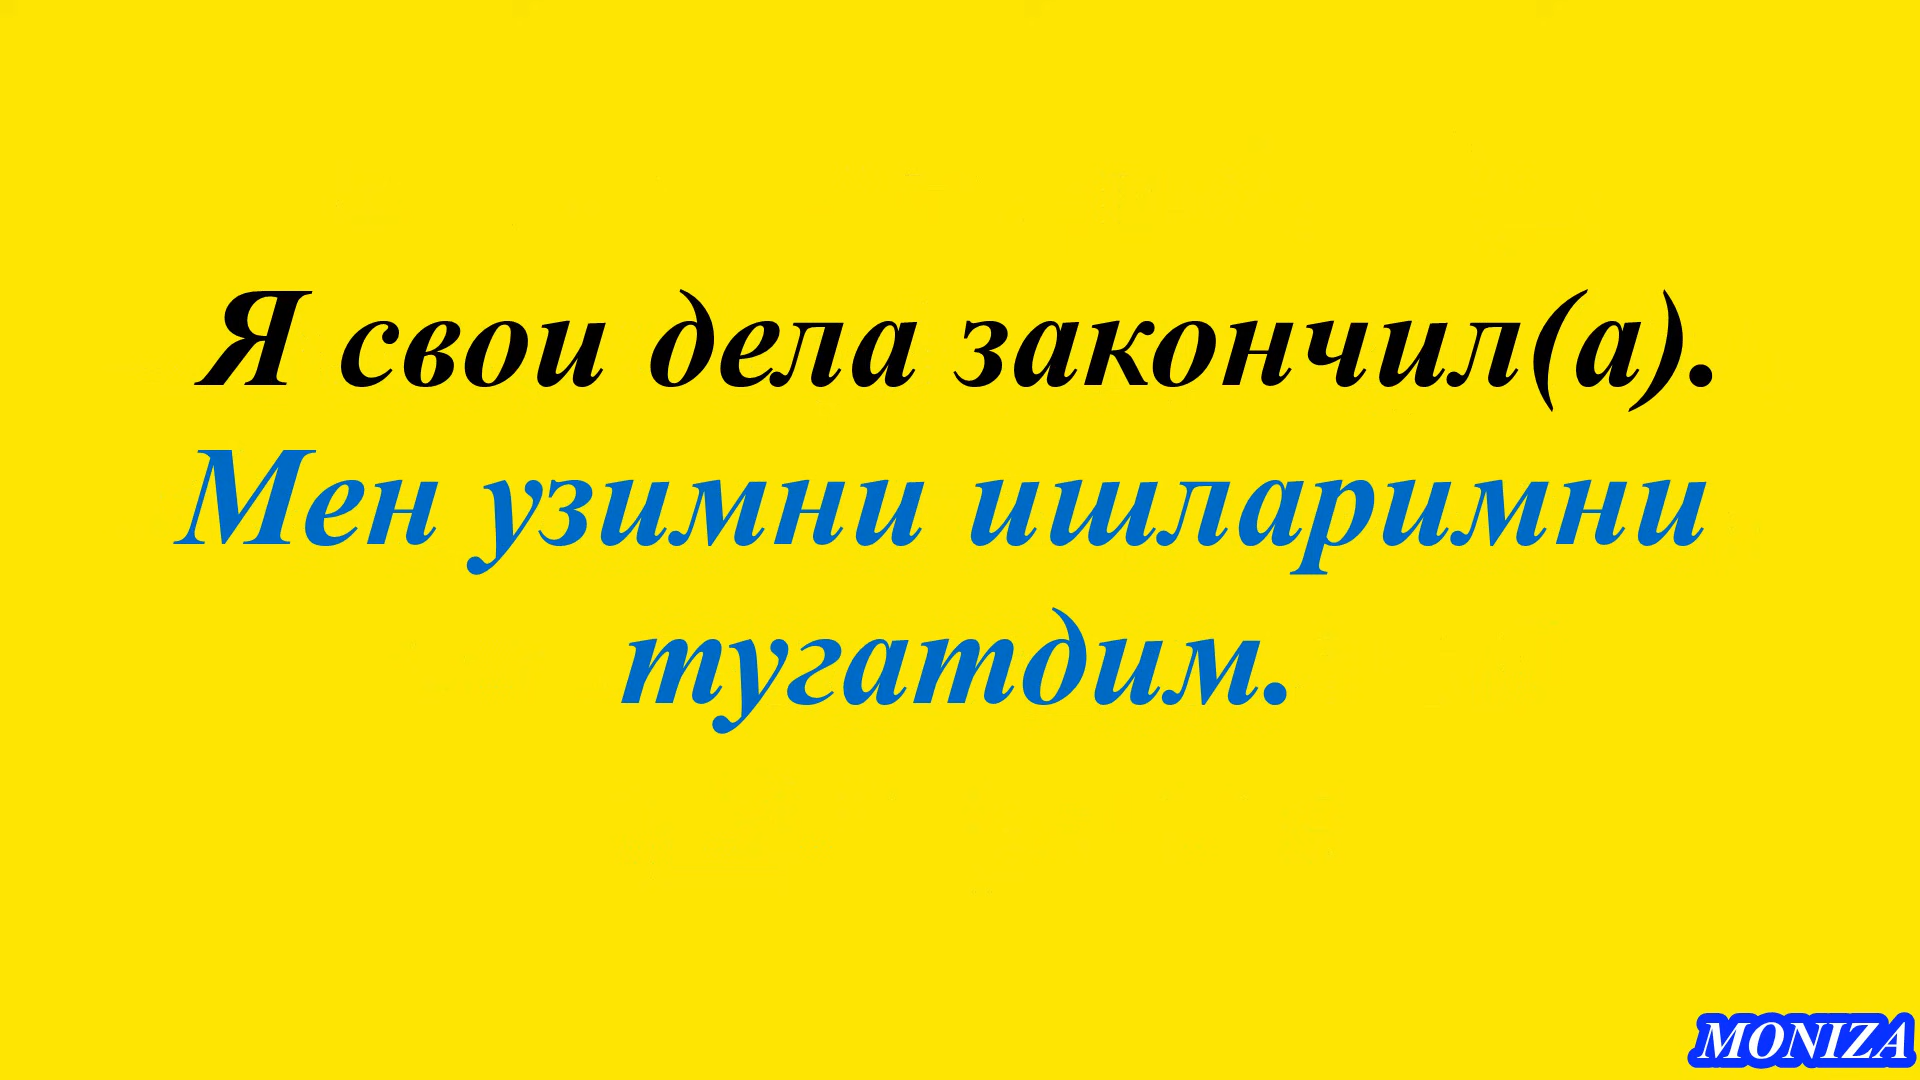 Я свои дела закончил(а).
Мен узимни ишларимни
тугатдим.
MONIZA